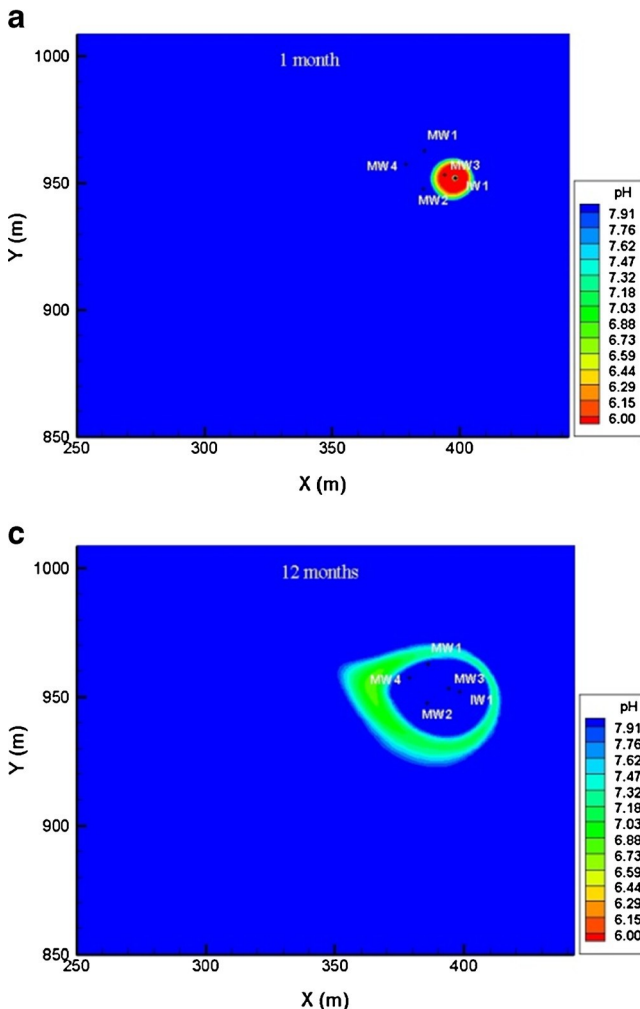 a
1 month
1000
MW1
MW4
MW3
950
IW1
MW2
Y (m)
900
850
250
300
350
400
X (m)
pH
7.91
7.76
7.62
7.47
7.32
7.18
7.03
6.88
6.73
6.59
6.44
6.29
6.15
6.00
c
12 months
1000
MW1
MW4
MW3
950
IW1
MW2
Y (m)
900
850
250
300
350
400
X (m)
pH
7.91
7.76
7.62
7.47
7.32
7.18
7.03
6.88
6.73
6.59
6.44
6.29
6.15
6.00